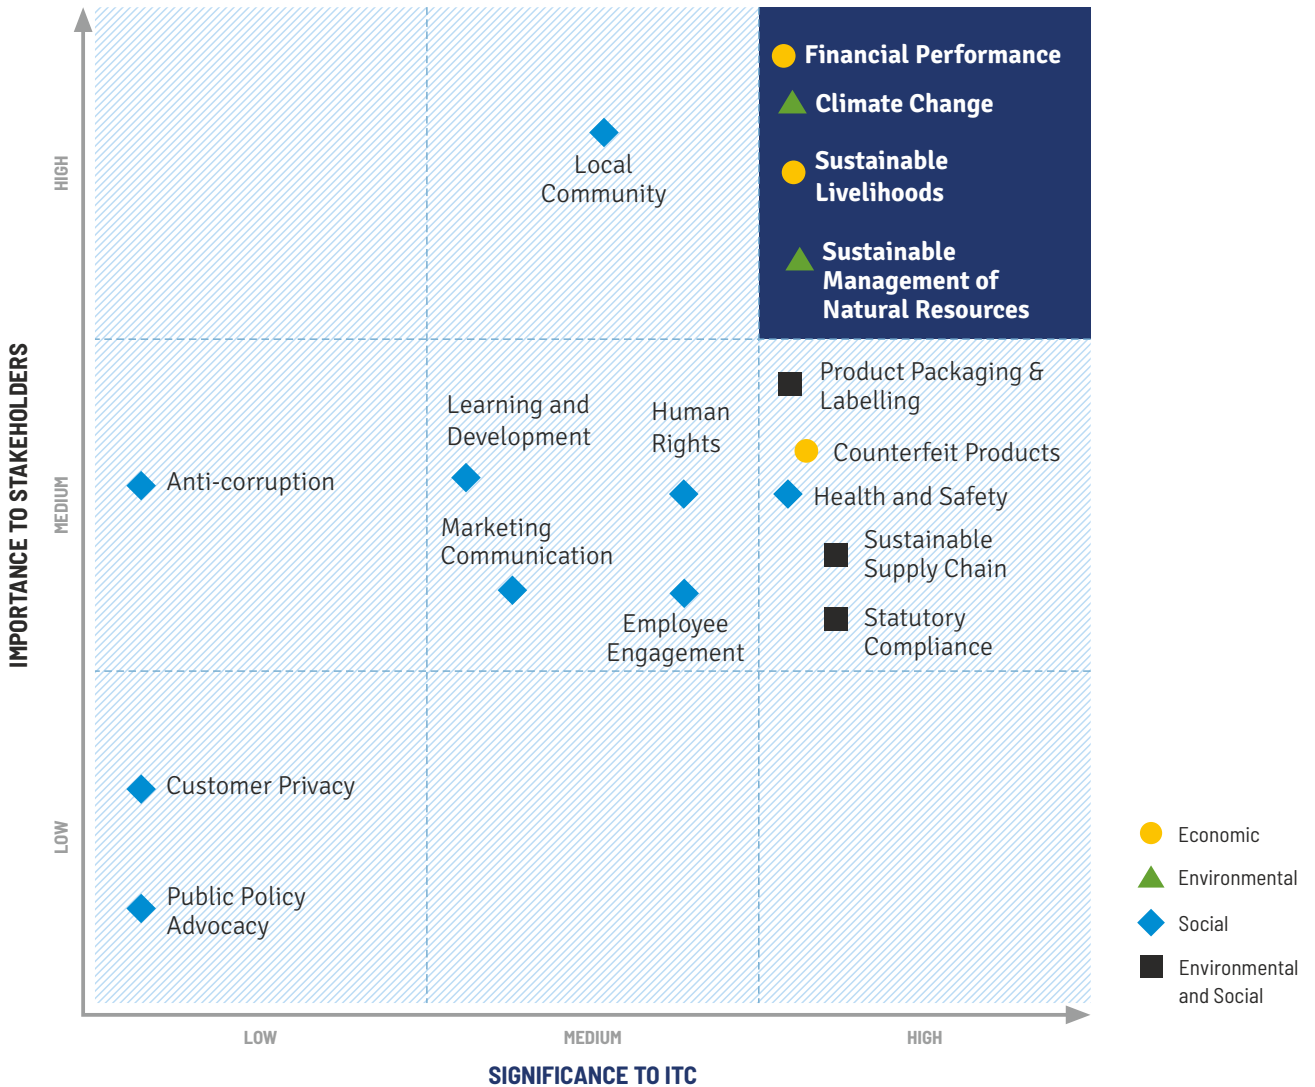 IMPORTANCE TO STAKEHOLDERS
HIGH
MEDIUM
LOW
Financial Performance
Climate Change
Sustainable
Livelihoods
Sustainable
Management of
Natural Resources
Local
Community
Product Packaging &
Labelling
Counterfeit Products
Health and Safety
Sustainable
Supply Chain
Statutory
Compliance
Learning and
Development
Human
Rights
Marketing
Communication
Employee
Engagement
Anti-corruption
Customer Privacy
Public Policy
Advocacy
LOW
MEDIUM
HIGH
SIGNIFICANCE TO ITC
Economic
Environmental
Social
Environmental
and Social